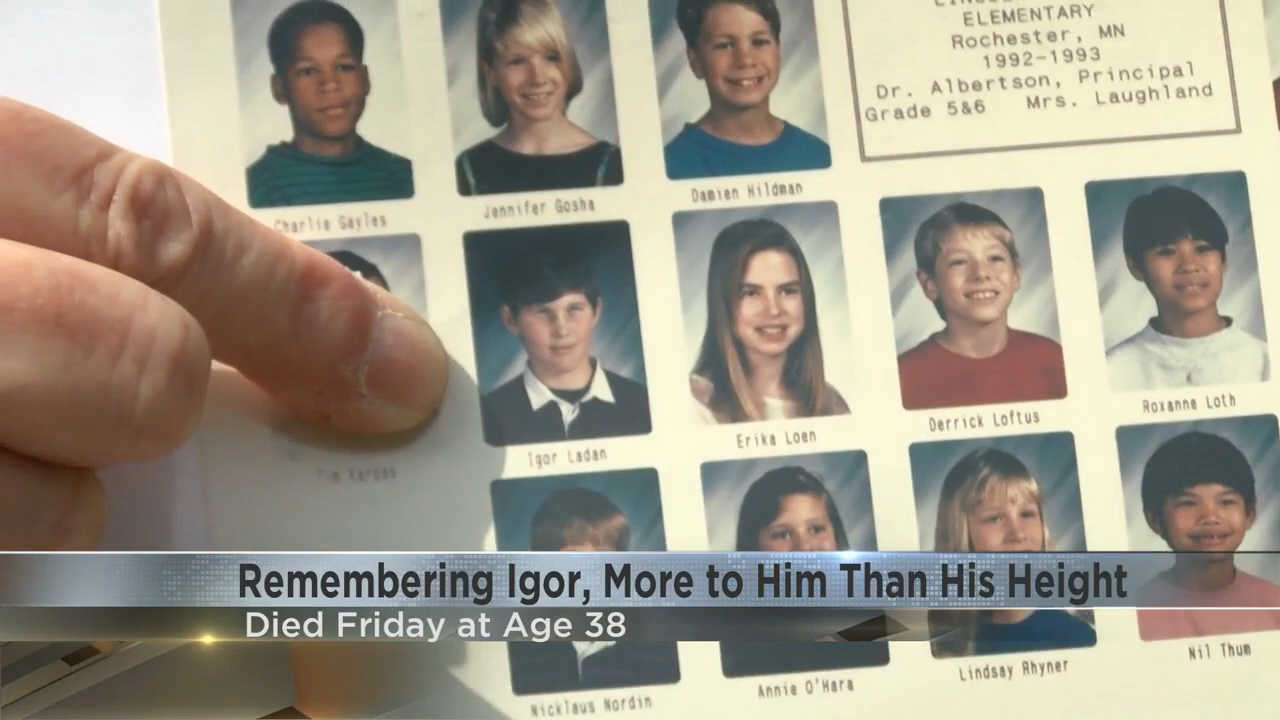 ELEMENTARY
Rochester, MN
1992-1993
Dr. Albertson, Principal
Grade 5&6 Mrs. Laughland
Charlie Gayles
Jennifer Gosha
Damien Hildman
Igor Ladan
Erika Loen
Derrick Loftus
Roxanne Loth
Remembering Igor, More to Him Than His Height
Died Friday at Age 38
Nicklaus Nordin
Annie O'Hara
Lindsay Rhyner
Nil Thum